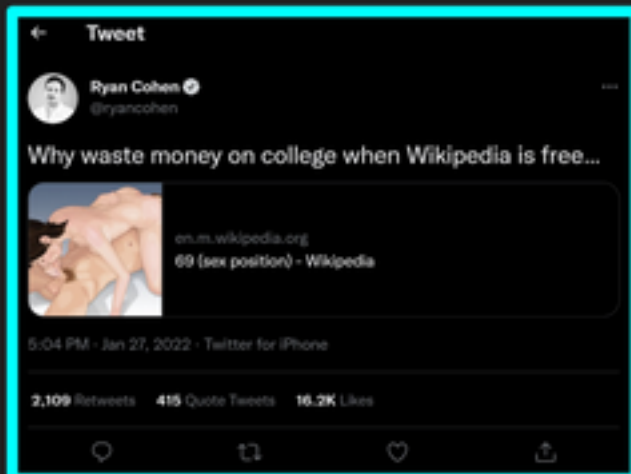 Tweet
Ryan Cohen
@ryancohen
Why waste money on college when Wikipedia is free...
en.m.wikipedia.org
69 (sex position) - Wikipedia
5:04 PM · Jan 27, 2022 · Twitter for iPhone
2,109 Retweets 415 Quote Tweets 16.2K Likes